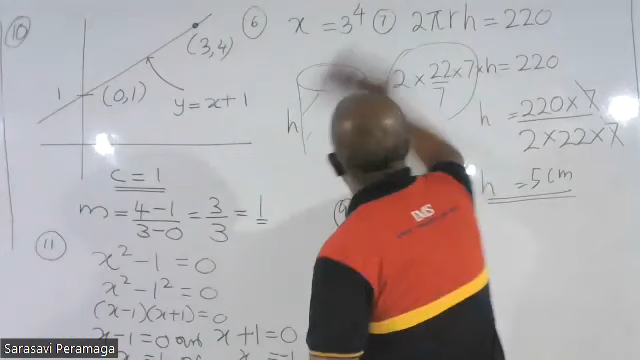 ⑩
(3,4)
1
(0,1)
y = x + 1
c = 1
m = 4-1/3-0 = 3/3 = 1
⑪
x² - 1 = 0
x² - 1² = 0
(x-1)(x+1) = 0
x - 1 = 0 or x + 1 = 0
⑥ x = 3⁴
h
⑦ 2πrh = 220
2 × 22/7 × 7 × h = 220
h = 220 × 7/2 × 22 × 7
h = 5 cm
Sarasavi Peramaga